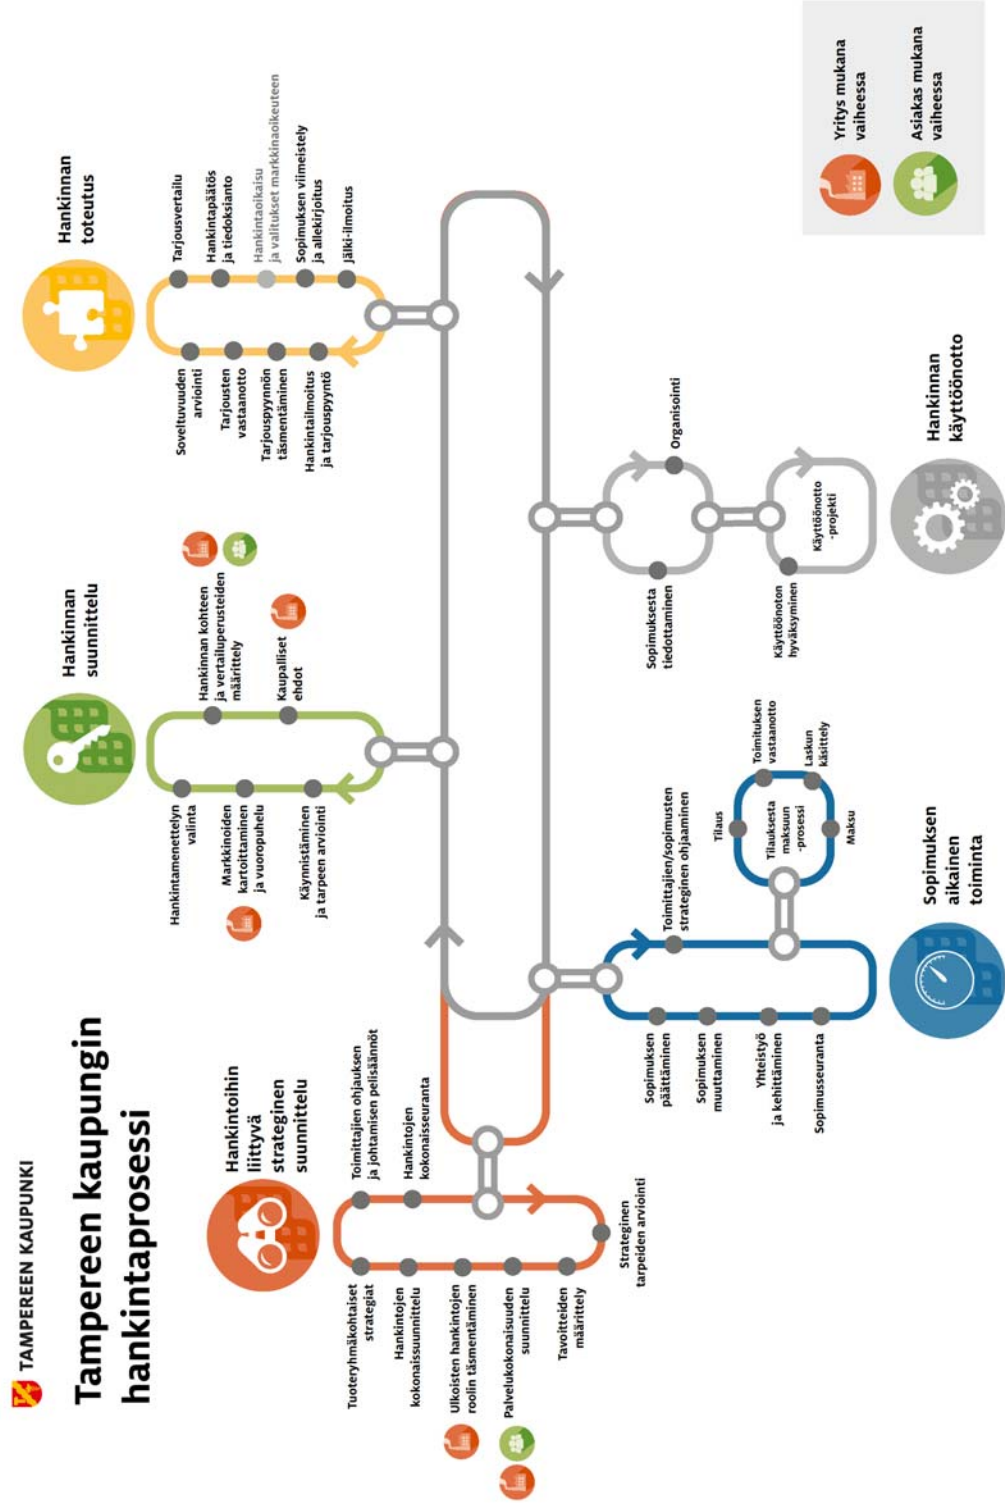 TAMPEREEN KAUPUNKI
Tampereen kaupungin
hankintaprosessi
Hankintoihin
liittyvä
strateginen
suunnittelu
Tuoteryhmäkohtaiset
strategiat
Hankintojen
kokonaissuunnittelu
Ulkoisten hankintojen
roolin täsmentäminen
Palvelukokonaisuuden
suunnittelu
Tavoitteiden
määrittely
Strateginen
tarpeiden arviointi
Toimittajien ohjauksen
ja johtamisen pelisäännöt
Hankintojen
kokonaisseuranta
Hankinnan
suunnittelu
Hankintamenettelyn
valinta
Markkinoiden
kartoittaminen
ja vuoropuhelu
Käynnistäminen
ja tarpeen arviointi
Hankinnan kohteen
ja vertailuperusteiden
määrittely
Kaupalliset
ehdot
Hankinnan
toteutus
Soveltuvuuden
arviointi
Tarjousten
vastaanotto
Tarjouspyynnön
täsmentäminen
Hankintailmoitus
ja tarjouspyyntö
Tarjousvertailu
Hankintapäätös
ja tiedoksianto
Hankintaoikaisu
ja valitukset markkinaoikeuteen
Sopimuksen viimeistely
ja allekirjoitus
Jälki-ilmoitus
Sopimuksen
päättäminen
Sopimuksen
muuttaminen
Yhteistyö
ja kehittäminen
Sopimusseuranta
Toimittajien/sopimusten
strateginen ohjaaminen
Tilaus
Tilauksesta
maksuun
-prosessi
Toimituksen
vastaanotto
Laskun
käsittely
Maksu
Sopimuksen
aikainen
toiminta
Sopimuksesta
tiedottaminen
Organisointi
Käyttöönoton
hyväksyminen
Käyttöönotto
-projekti
Hankinnan
käyttöönotto
Yritys mukana
vaiheessa
Asiakas mukana
vaiheessa